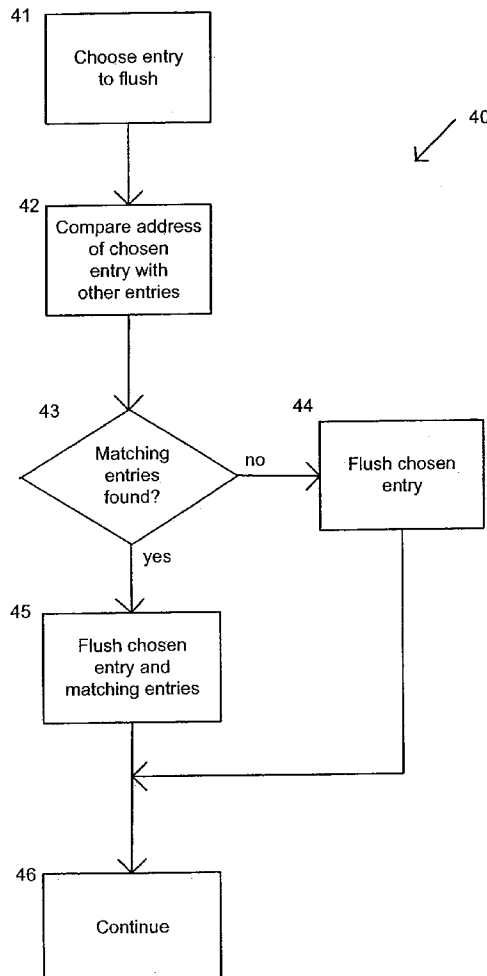 41
Choose entry
to flush
40
42
Compare address
of chosen
entry with
other entries
43
Matching
entries
found?
no
44
Flush chosen
entry
yes
45
Flush chosen
entry and
matching entries
46
Continue